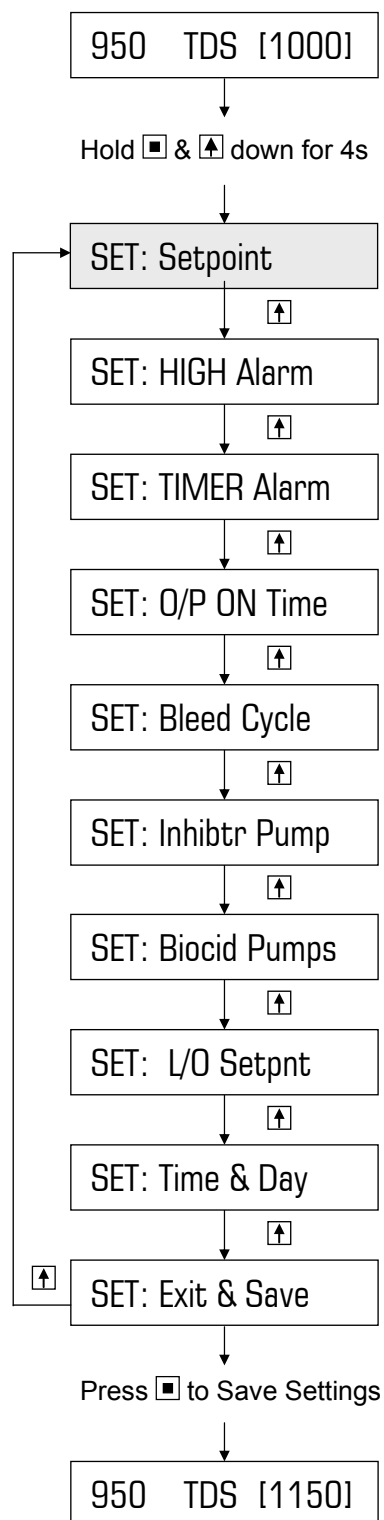 950 TDS [1000]
Hold & down for 4s
SET: Setpoint
SET: HIGH Alarm
SET: TIMER Alarm
SET: O/P ON Time
SET: Bleed Cycle
SET: Inhibtr Pump
SET: Biocid Pumps
SET: L/O Setpnt
SET: Time & Day
SET: Exit & Save
Press to Save Settings
950 TDS [1150]